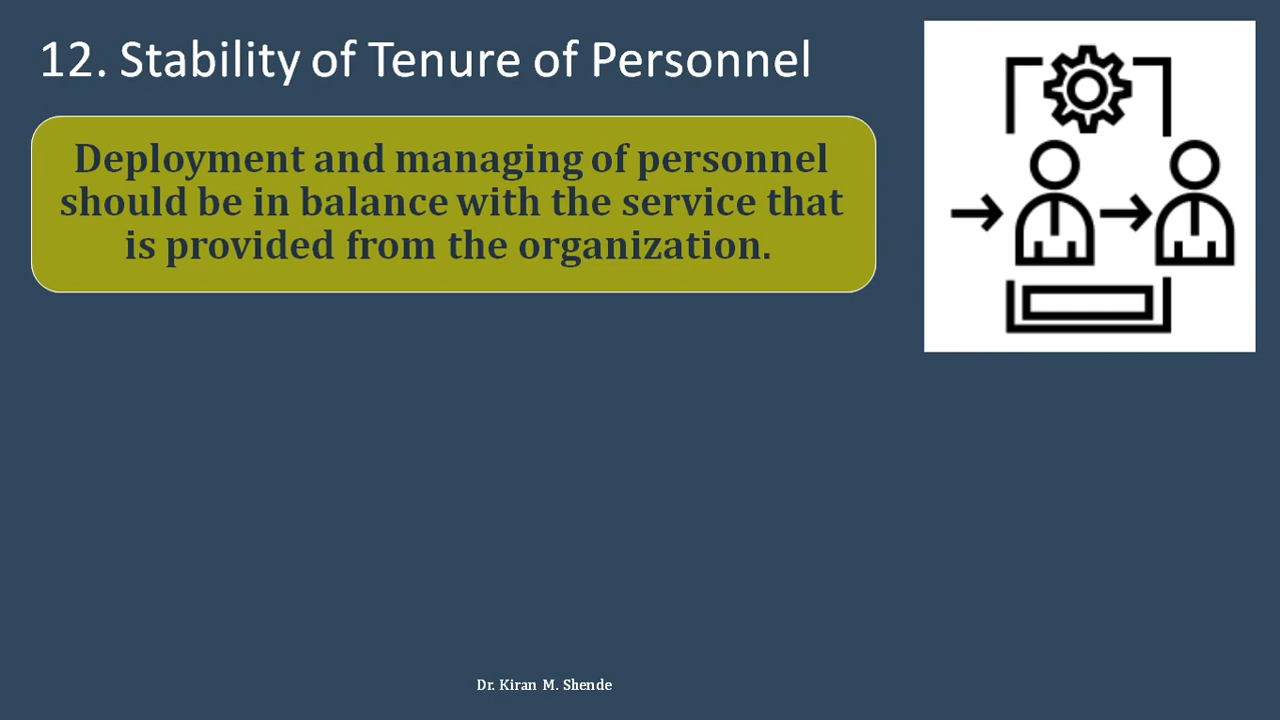 12. Stability of Tenure of Personnel
Deployment and managing of personnel
should be in balance with the service that
is provided from the organization.
Dr. Kiran M. Shende